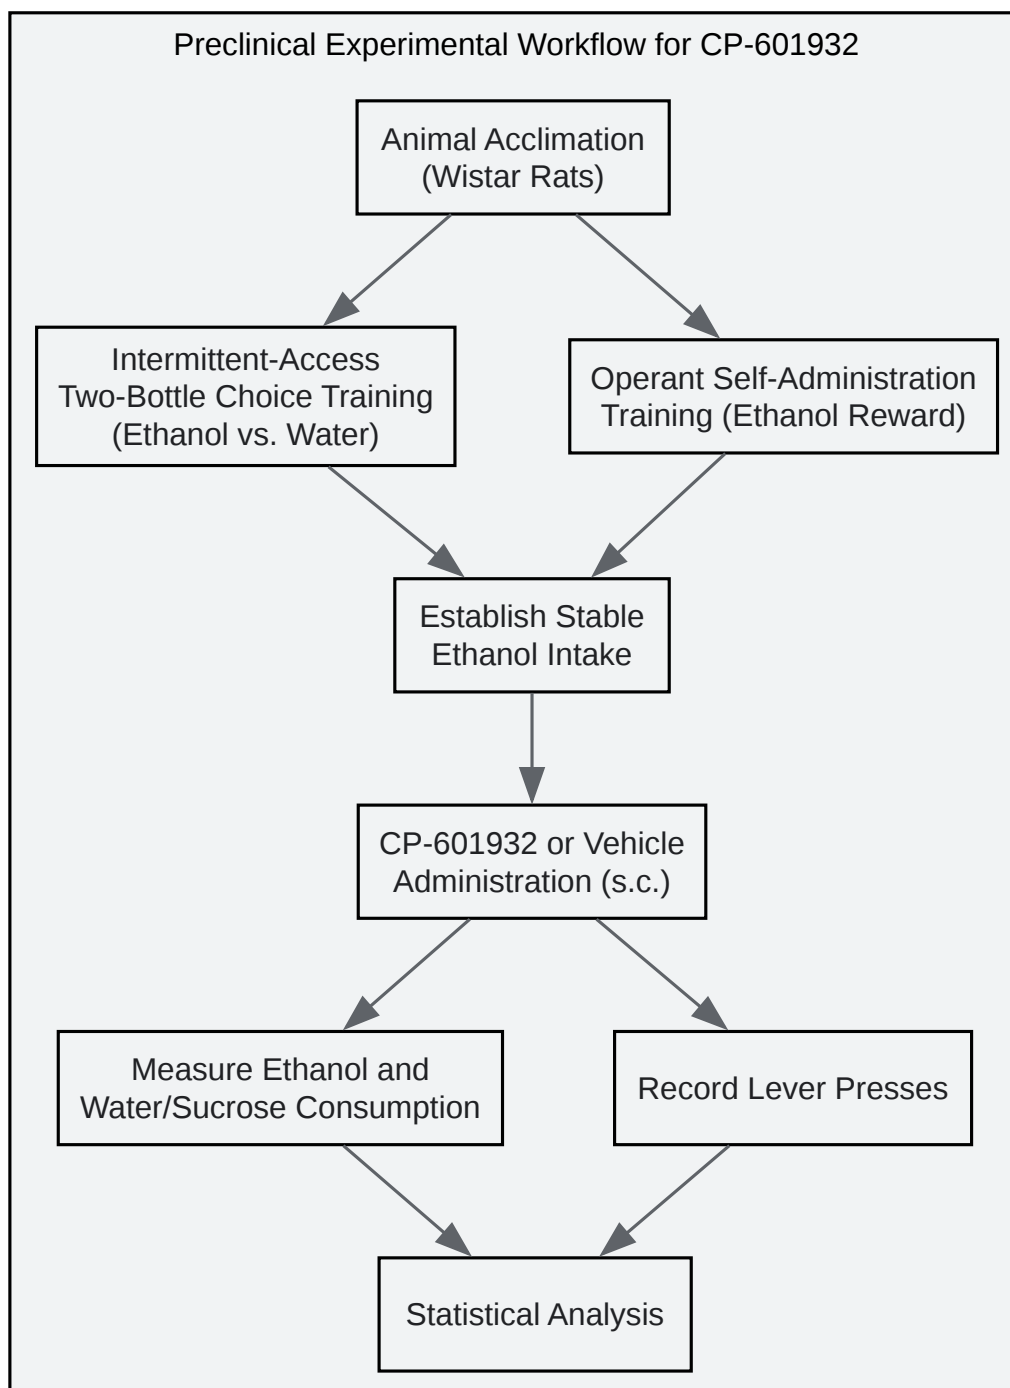 Preclinical Experimental Workflow for CP-601932
Animal Acclimation
(Wistar Rats)
Intermittent-Access
Two-Bottle Choice Training
(Ethanol vs. Water)
Operant Self-Administration
Training (Ethanol Reward)
Establish Stable
Ethanol Intake
CP-601932 or Vehicle
Administration (s.c.)
Measure Ethanol and
Water/Sucrose Consumption
Record Lever Presses
Statistical Analysis